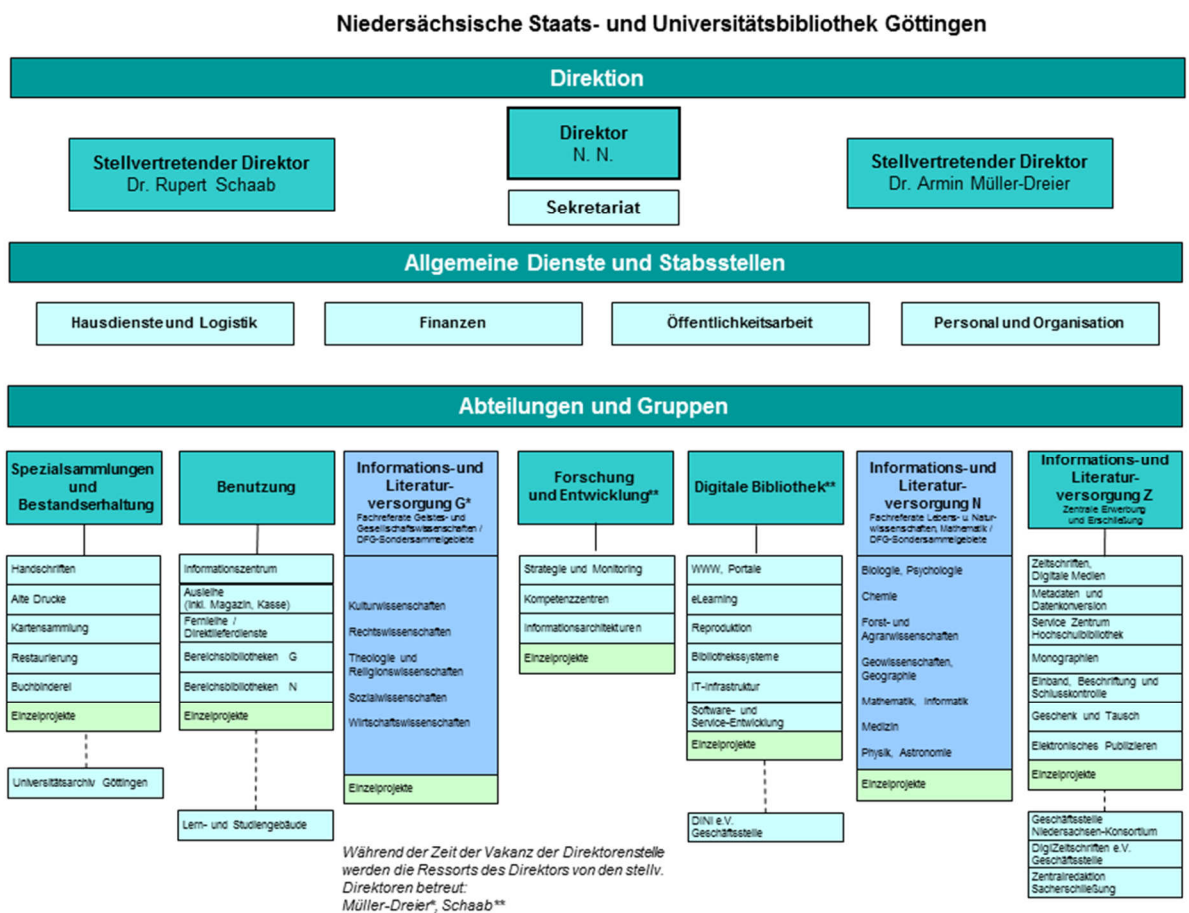 Niedersächsische Staats- und Universitätsbibliothek Göttingen
Direktion
Stellvertretender Direktor
Dr. Rupert Schaab
Direktor
N. N.
Sekretariat
Stellvertretender Direktor
Dr. Armin Müller-Dreier
Allgemeine Dienste und Stabsstellen
Hausdienste und Logistik
Finanzen
Öffentlichkeitsarbeit
Personal und Organisation
Abteilungen und Gruppen
Spezialsammlungen
und
Bestandserhaltung
Handschriften
Alte Drucke
Kartensammlung
Restaurierung
Buchbinderei
Einzelprojekte
Universitätsarchiv Göttingen
Benutzung
Informationszentrum
Ausleihe
(inkl. Magazin, Kasse)
Fernleihe /
Direktlieferdienste
Bereichsbibliotheken G
Bereichsbibliotheken N
Einzelprojekte
Lern- und Studiengebäude
Informations- und
Literatur-
versorgung G*
Fachreferate Geistes- und
Gesellschaftswissenschaften /
DFG-Sondersammelgebiete
Kulturwissenschaften
Rechtswissenschaften
Theologie und
Religionswissenschaften
Sozialwissenschaften
Wirtschaftswissenschaften
Einzelprojekte
Forschung
und Entwicklung**
Strategie und Monitoring
Kompetenzzentren
Informationsarchitekturen
Einzelprojekte
Digitale Bibliothek**
WWW, Portale
eLearning
Reproduktion
Bibliothekssysteme
IT-Infrastruktur
Software- und
Service-Entwicklung
Einzelprojekte
DINI e.V.
Geschäftsstelle
Informations- und
Literatur-
versorgung N
Fachreferate Lebens- u. Natur-
wissenschaften, Mathematik /
DFG-Sondersammelgebiete
Biologie, Psychologie
Chemie
Forst- und
Agrarwissenschaften
Geowissenschaften,
Geographie
Mathematik, Informatik
Medizin
Physik, Astronomie
Einzelprojekte
Informations- und
Literatur-
versorgung Z
Zentrale Erwerbung
und Erschließung
Zeitschriften,
Digitale Medien
Metadaten und
Datenkonversion
Service Zentrum
Hochschulbibliothek
Monographien
Einband, Beschriftung und
Schlusskontrolle
Geschenk und Tausch
Elektronisches Publizieren
Einzelprojekte
Geschäftsstelle
Niedersachsen-Konsortium
DigiZeitschriften e.V.
Geschäftsstelle
Zentralredaktion
Sacherschließung
Während der Zeit der Vakanz der Direktorenstelle
werden die Ressorts des Direktors von den stellv.
Direktoren betreut:
Müller-Dreier*, Schaab**